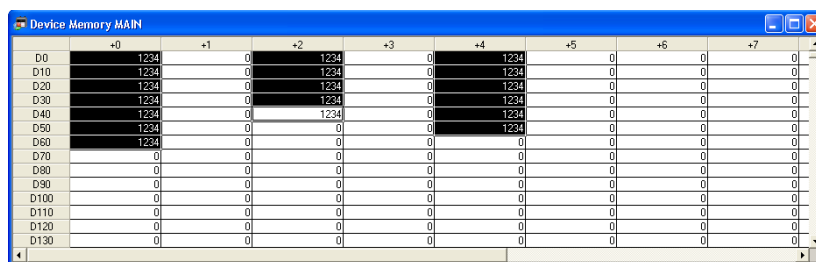 Device Memory MAIN
+0 +1 +2 +3 +4 +5 +6 +7
D0 1234 0 1234 0 1234 0 0 0
D10 1234 0 1234 0 1234 0 0 0
D20 1234 0 1234 0 1234 0 0 0
D30 1234 0 1234 0 1234 0 0 0
D40 1234 0 1234 0 1234 0 0 0
D50 1234 0 0 0 1234 0 0 0
D60 1234 0 0 0 0 0 0 0
D70 0 0 0 0 0 0 0 0
D80 0 0 0 0 0 0 0 0
D90 0 0 0 0 0 0 0 0
D100 0 0 0 0 0 0 0 0
D110 0 0 0 0 0 0 0 0
D120 0 0 0 0 0 0 0 0
D130 0 0 0 0 0 0 0 0